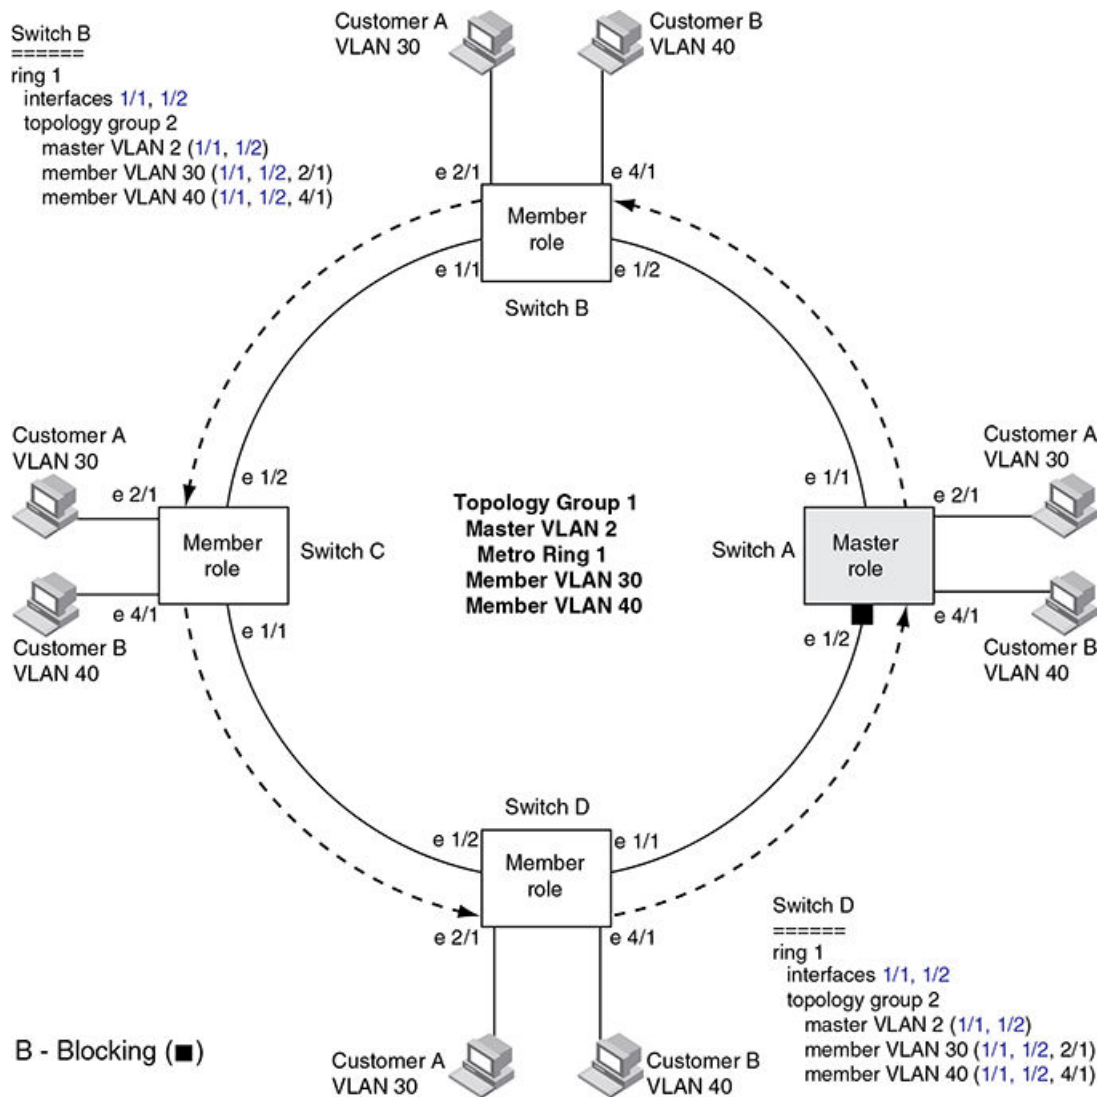 Switch B
======
ring 1
interfaces 1/1, 1/2
topology group 2
master VLAN 2 (1/1, 1/2)
member VLAN 30 (1/1, 1/2, 2/1)
member VLAN 40 (1/1, 1/2, 4/1)
Customer A
VLAN 30
Customer B
VLAN 40
e 2/1
e 4/1
Member
role
e 1/1
e 1/2
Switch B
Customer A
VLAN 30
e 2/1
e 1/2
Member
role
Switch C
e 4/1
e 1/1
Customer B
VLAN 40
Topology Group 1
Master VLAN 2
Metro Ring 1
Member VLAN 30
Member VLAN 40
Customer A
VLAN 30
e 1/1
e 2/1
Switch A
Master
role
e 1/2
e 4/1
Customer B
VLAN 40
Switch D
e 1/2
e 1/1
Member
role
e 2/1
e 4/1
Customer A
VLAN 30
Customer B
VLAN 40
Switch D
======
ring 1
interfaces 1/1, 1/2
topology group 2
master VLAN 2 (1/1, 1/2)
member VLAN 30 (1/1, 1/2, 2/1)
member VLAN 40 (1/1, 1/2, 4/1)
B - Blocking (■)